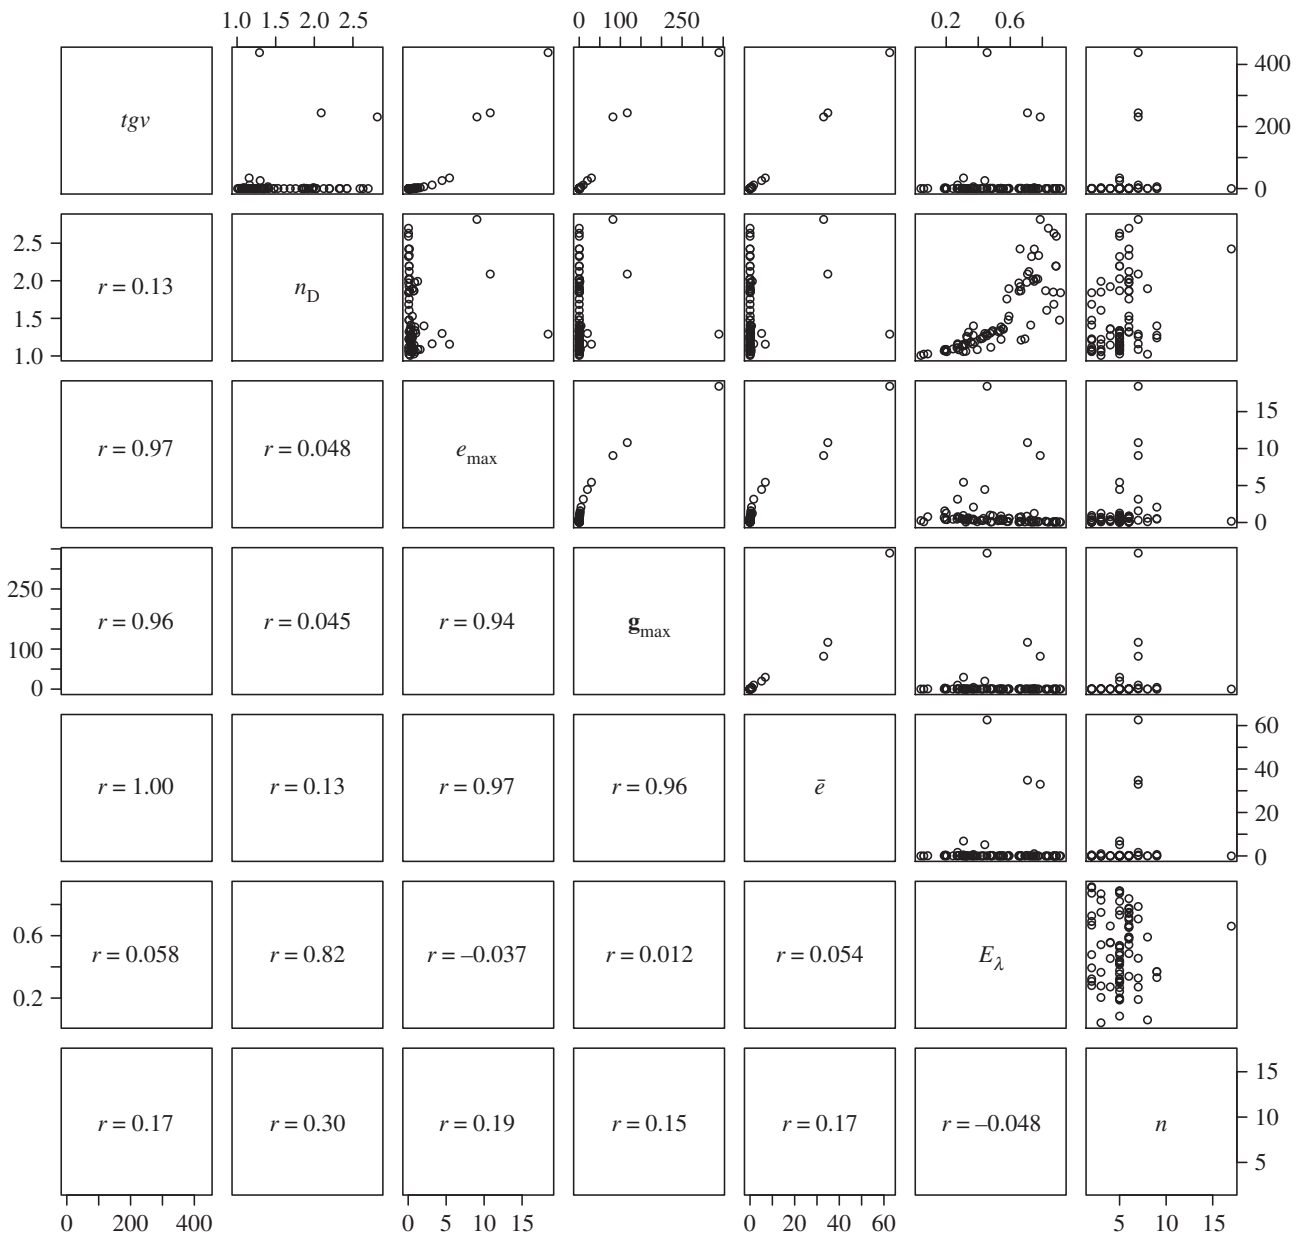 1.0 1.5 2.5 0 100 250 0.2 0.6
tgv 400
200
0
2.5
2.0
1.5
1.0
r = 0.13 n_D
r = 0.97 r = 0.048 e_max 15
10
5
0
250
100
0
r = 0.96 r = 0.045 r = 0.94 g_max
r = 1.00 r = 0.13 r = 0.97 r = 0.96 ē 60
40
20
0
0.6
0.2
r = 0.058 r = 0.82 r = –0.037 r = 0.012 r = 0.054 E_λ
r = 0.17 r = 0.30 r = 0.19 r = 0.15 r = 0.17 r = –0.048 n 15
10
5
0 200 400 0 5 10 15 0 20 40 60 5 10 15